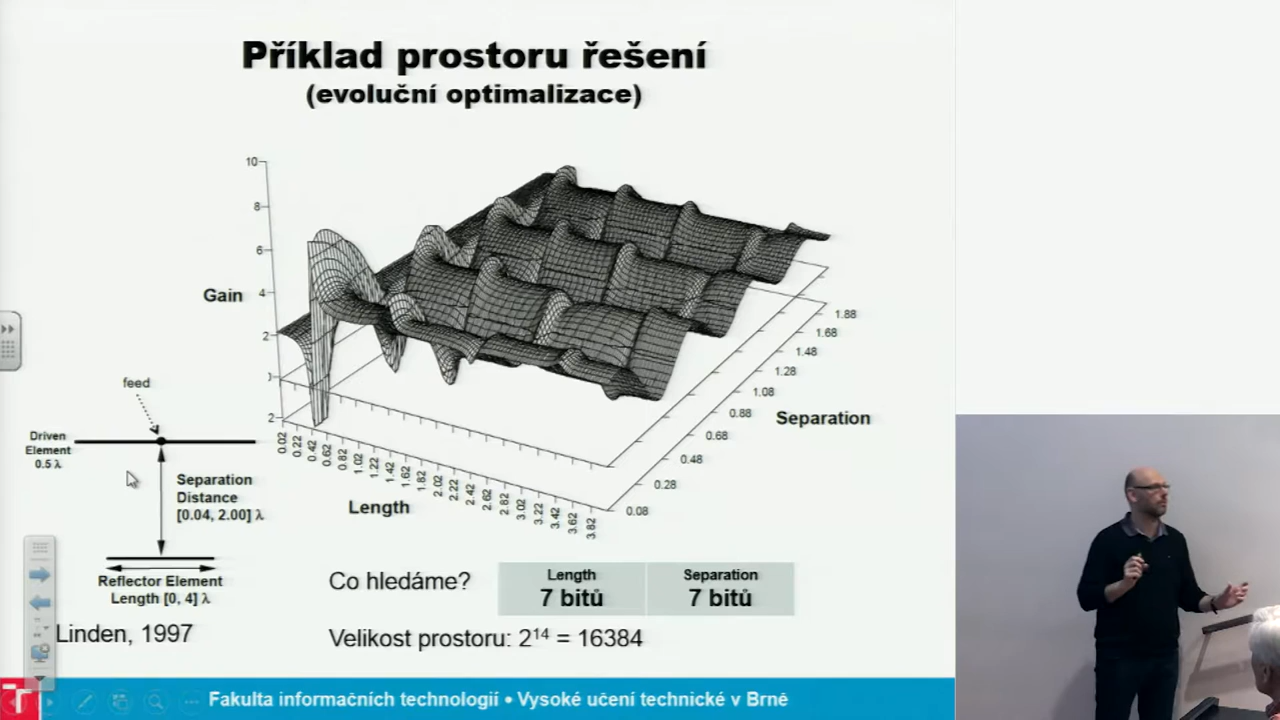 Příklad prostoru řešení
(evoluční optimalizace)
10
8
6
4
2
2
Gain
0.02
0.22
0.42
0.62
0.82
1.02
1.22
1.42
1.62
1.82
2.02
2.22
2.42
2.62
2.82
3.02
3.22
3.42
3.62
3.82
Length
0.08
0.28
0.48
0.68
0.88
1.08
1.28
1.48
1.68
1.88
Separation
feed
Driven
Element
0.5 λ
Separation
Distance
[0.04, 2.00] λ
Reflector Element
Length [0, 4] λ
Linden, 1997
Co hledáme?
Length
7 bitů
Separation
7 bitů
Velikost prostoru: 2¹⁴ = 16384
Fakulta informačních technologií • Vysoké učení technické v Brně